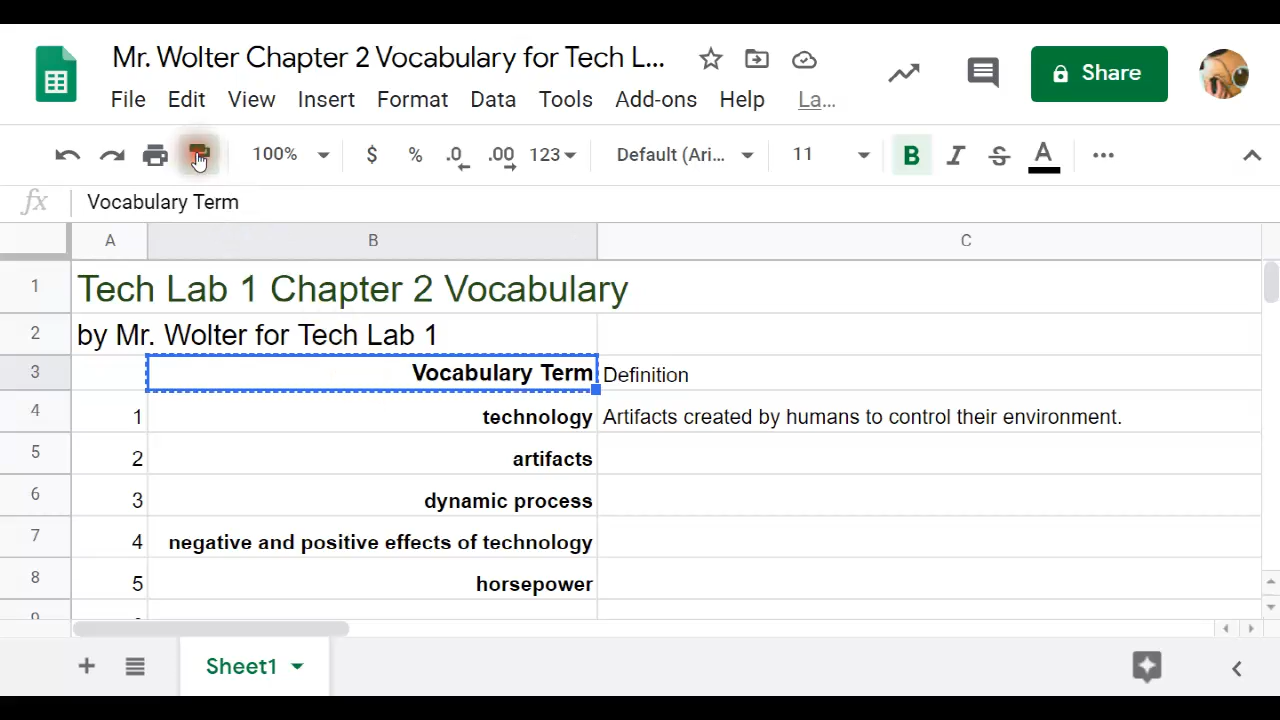 Mr. Wolter Chapter 2 Vocabulary for Tech L...
Share
File Edit View Insert Format Data Tools Add-ons Help La...
100% $ % .0 .00 123 Default (Ari... 11 B I S A
fx Vocabulary Term
A B C
1 Tech Lab 1 Chapter 2 Vocabulary
2 by Mr. Wolter for Tech Lab 1
3 Vocabulary Term Definition
4 1 technology Artifacts created by humans to control their environment.
5 2 artifacts
6 3 dynamic process
7 4 negative and positive effects of technology
8 5 horsepower
9
Sheet1